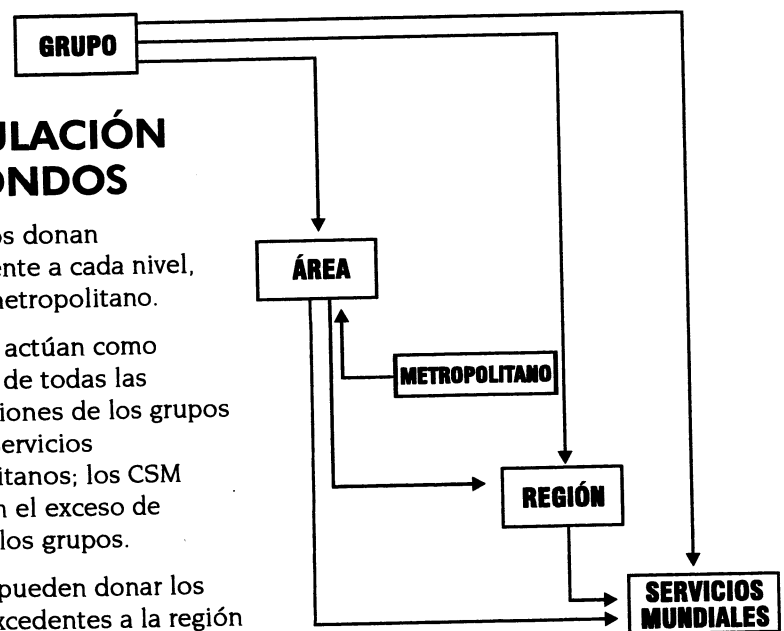 GRUPO
ULACIÓN
ONDOS
os donan
ente a cada nivel,
netropolitano.
actúan como
de todas las
iones de los grupos
ervicios
itanos; los CSM
n el exceso de
los grupos.
pueden donar los
xcedentes a la región
ÁREA
METROPOLITANO
REGIÓN
SERVICIOS
MUNDIALES